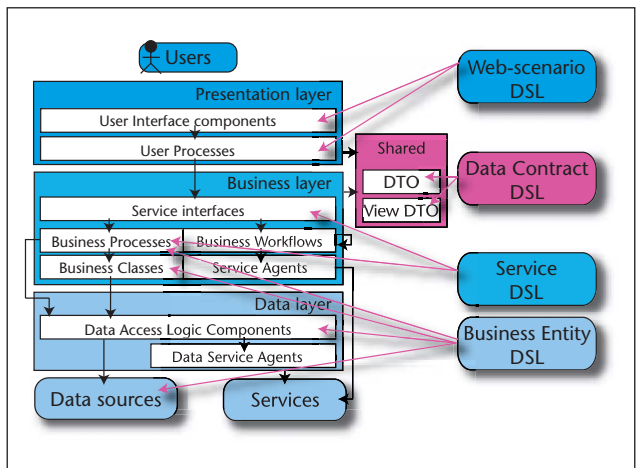 Users
Web-scenario
DSL
Presentation layer
User Interface components
User Processes
Shared
DTO
View DTO
Data Contract
DSL
Business layer
Service interfaces
Business Processes
Business Workflows
Business Classes
Service Agents
Service
DSL
Data layer
Data Access Logic Components
Data Service Agents
Business Entity
DSL
Data sources
Services